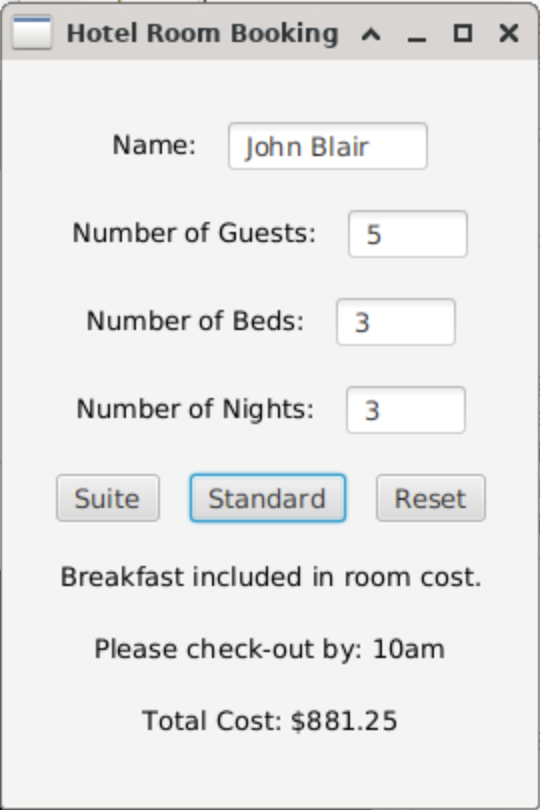 Hotel Room Booking
Name: John Blair
Number of Guests: 5
Number of Beds: 3
Number of Nights: 3
Suite Standard Reset
Breakfast included in room cost.
Please check-out by: 10am
Total Cost: $881.25